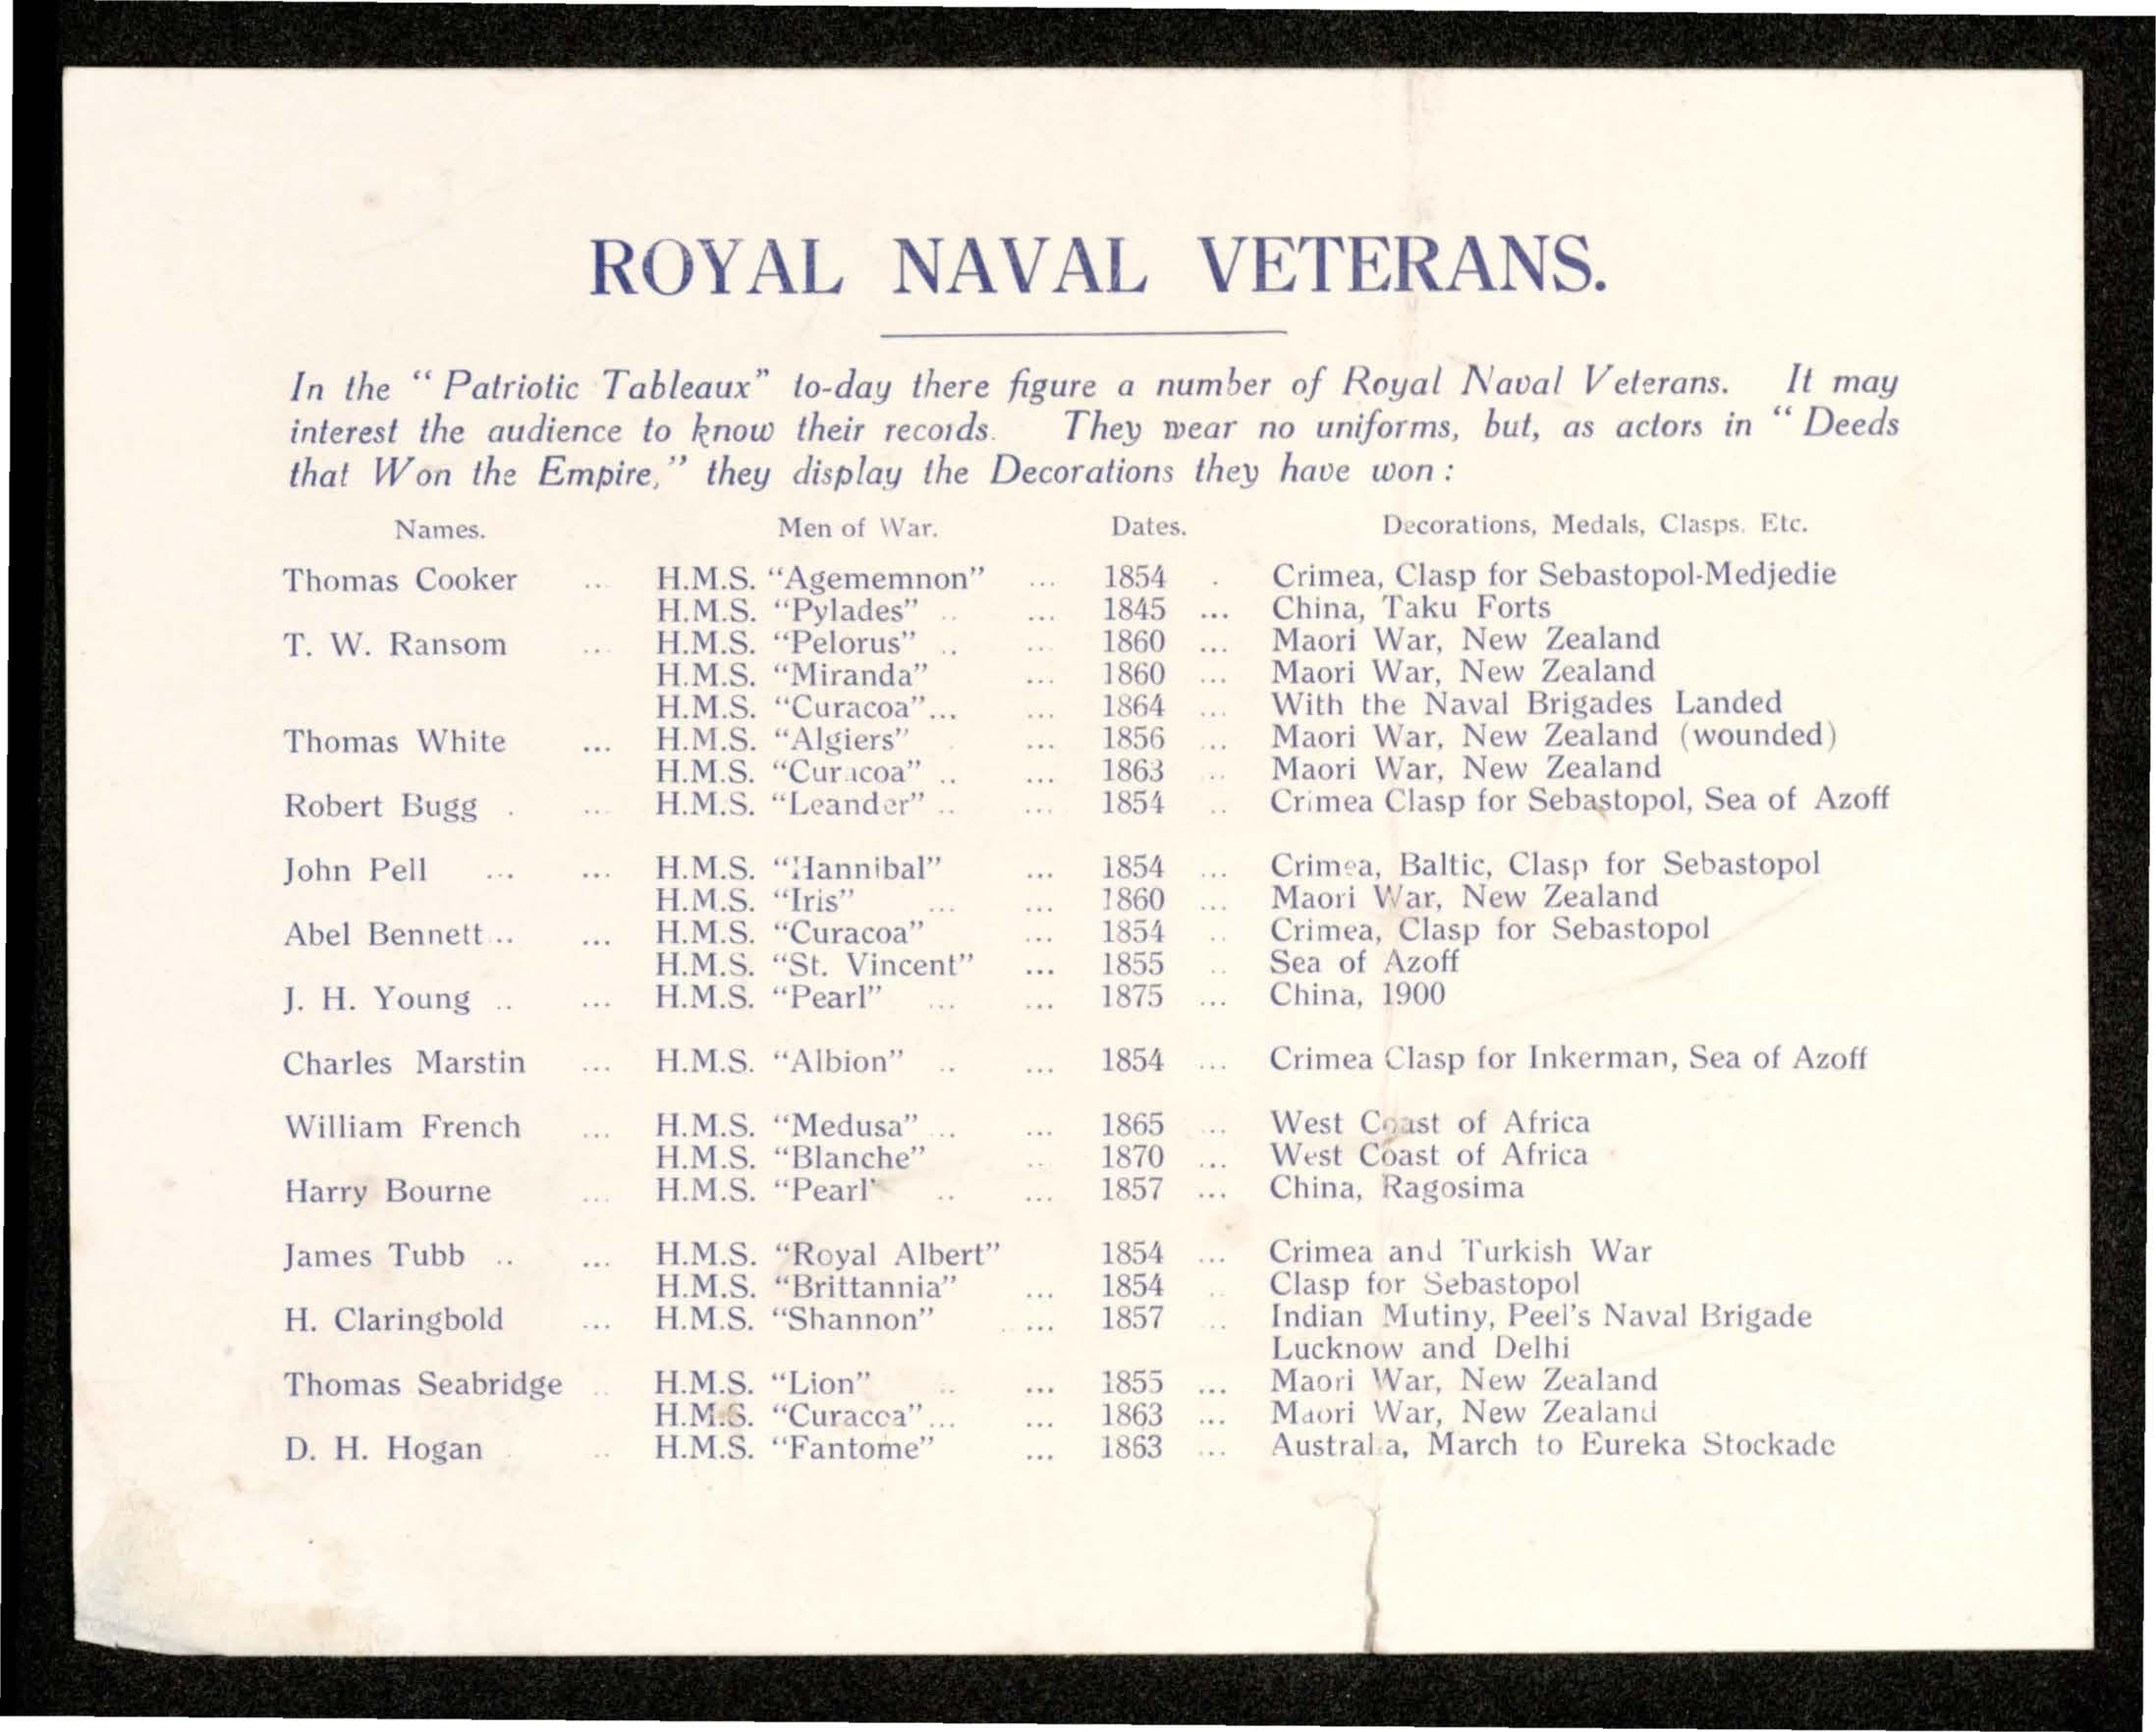 ROYAL NAVAL VETERANS.
In the “Patriotic Tableaux” to-day there figure a number of Royal Naval Veterans. It may
interest the audience to know their records. They wear no uniforms, but, as actors in “Deeds
that Won the Empire,” they display the Decorations they have won :
Names. Men of War. Dates. Decorations, Medals, Clasps. Etc.
Thomas Cooker ... H.M.S. “Agememnon” ... 1854 . Crimea, Clasp for Sebastopol-Medjedie
H.M.S. “Pylades” .. ... 1845 ... China, Taku Forts
T. W. Ransom ... H.M.S. “Pelorus” .. ... 1860 ... Maori War, New Zealand
H.M.S. “Miranda” ... 1860 ... Maori War, New Zealand
H.M.S. “Curacoa”... ... 1864 ... With the Naval Brigades Landed
Thomas White ... H.M.S. “Algiers” ... 1856 ... Maori War, New Zealand (wounded)
H.M.S. “Curacoa” .. ... 1863 .. Maori War, New Zealand
Robert Bugg . ... H.M.S. “Leander” .. ... 1854 .. Crimea Clasp for Sebastopol, Sea of Azoff
John Pell ... ... H.M.S. “Hannibal” ... 1854 ... Crimea, Baltic, Clasp for Sebastopol
H.M.S. “Iris” ... ... 1860 ... Maori War, New Zealand
Abel Bennett .. ... H.M.S. “Curacoa” ... 1854 .. Crimea, Clasp for Sebastopol
H.M.S. “St. Vincent” ... 1855 .. Sea of Azoff
J. H. Young .. ... H.M.S. “Pearl” ... ... 1875 ... China, 1900
Charles Marstin ... H.M.S. “Albion” .. ... 1854 ... Crimea Clasp for Inkerman, Sea of Azoff
William French ... H.M.S. “Medusa” ... ... 1865 ... West Coast of Africa
H.M.S. “Blanche” .. 1870 ... West Coast of Africa
Harry Bourne ... H.M.S. “Pearl” .. ... 1857 ... China, Ragosima
James Tubb .. ... H.M.S. “Royal Albert” 1854 ... Crimea and Turkish War
H.M.S. “Brittannia” ... 1854 .. Clasp for Sebastopol
H. Claringbold ... H.M.S. “Shannon” ... 1857 .. Indian Mutiny, Peel's Naval Brigade
Lucknow and Delhi
Thomas Seabridge .. H.M.S. “Lion” .. ... 1855 ... Maori War, New Zealand
H.M.S. “Curacoa”... ... 1863 ... Maori War, New Zealand
D. H. Hogan .. H.M.S. “Fantome” ... 1863 ... Australia, March to Eureka Stockade